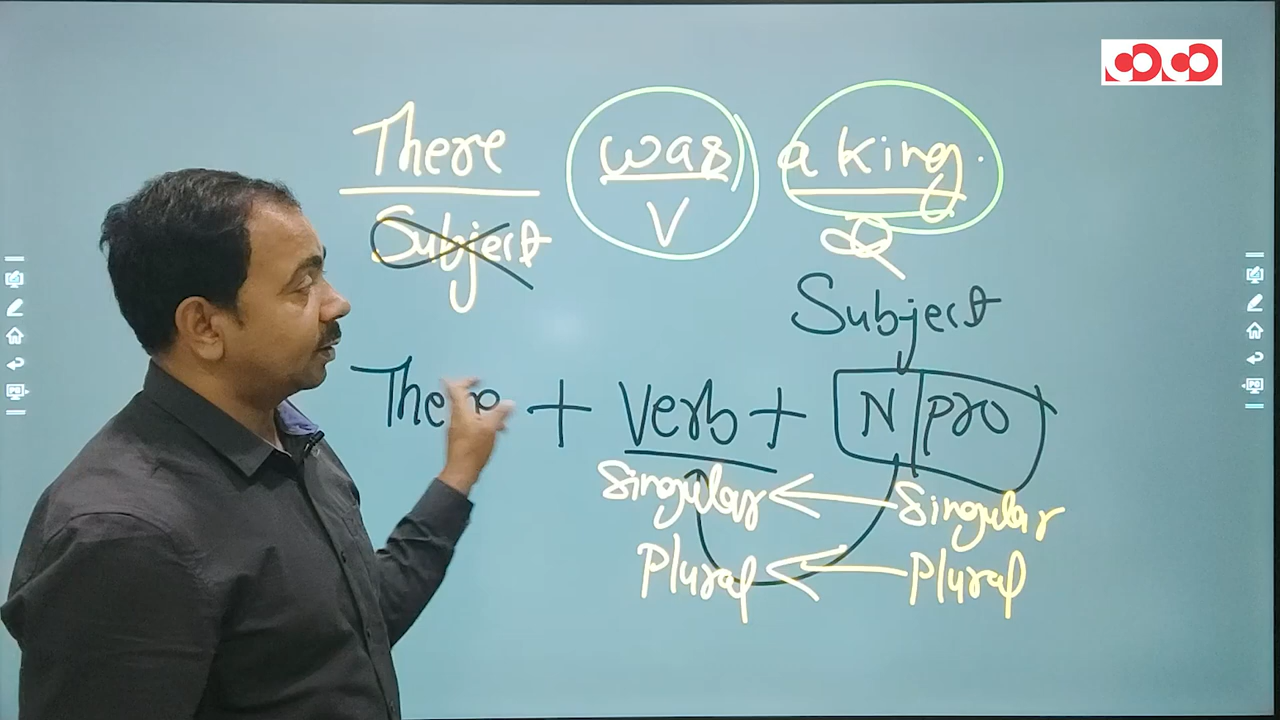 There was a king.
Subject V
Subject
There + Verb + N pro
Singular Singular
Plural Plural